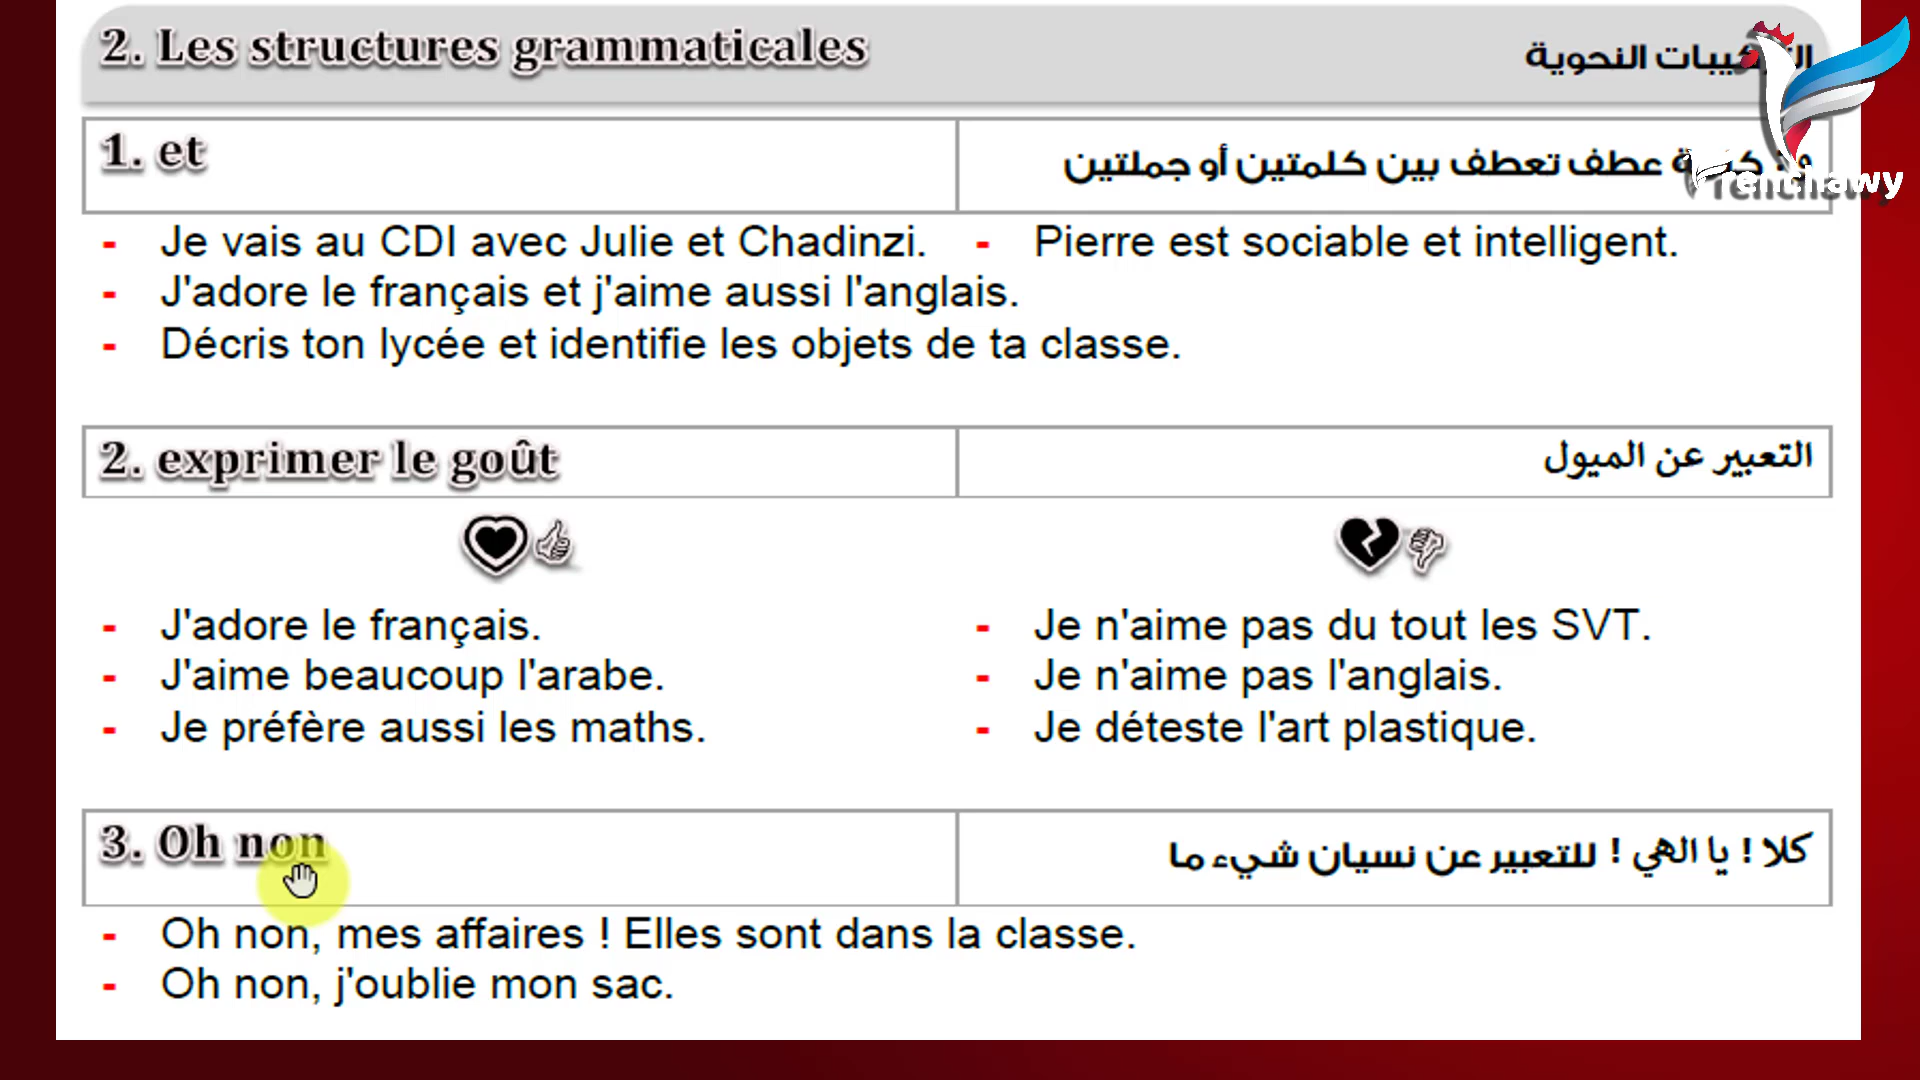 2. Les structures grammaticales
النحوية
1. et
عطف تعطف بين كلمتين أو جملتين
Frenchawy
- Je vais au CDI avec Julie et Chadinzi. - Pierre est sociable et intelligent.
- J'adore le français et j'aime aussi l'anglais.
- Décris ton lycée et identifie les objets de ta classe.
2. exprimer le goût
التعبير عن الميول
- J'adore le français.
- Je n'aime pas du tout les SVT.
- J'aime beaucoup l'arabe.
- Je n'aime pas l'anglais.
- Je préfère aussi les maths.
- Je déteste l'art plastique.
3. Oh non
كلا ! يا الهي ! للتعبير عن نسيان شيء ما
- Oh non, mes affaires ! Elles sont dans la classe.
- Oh non, j'oublie mon sac.